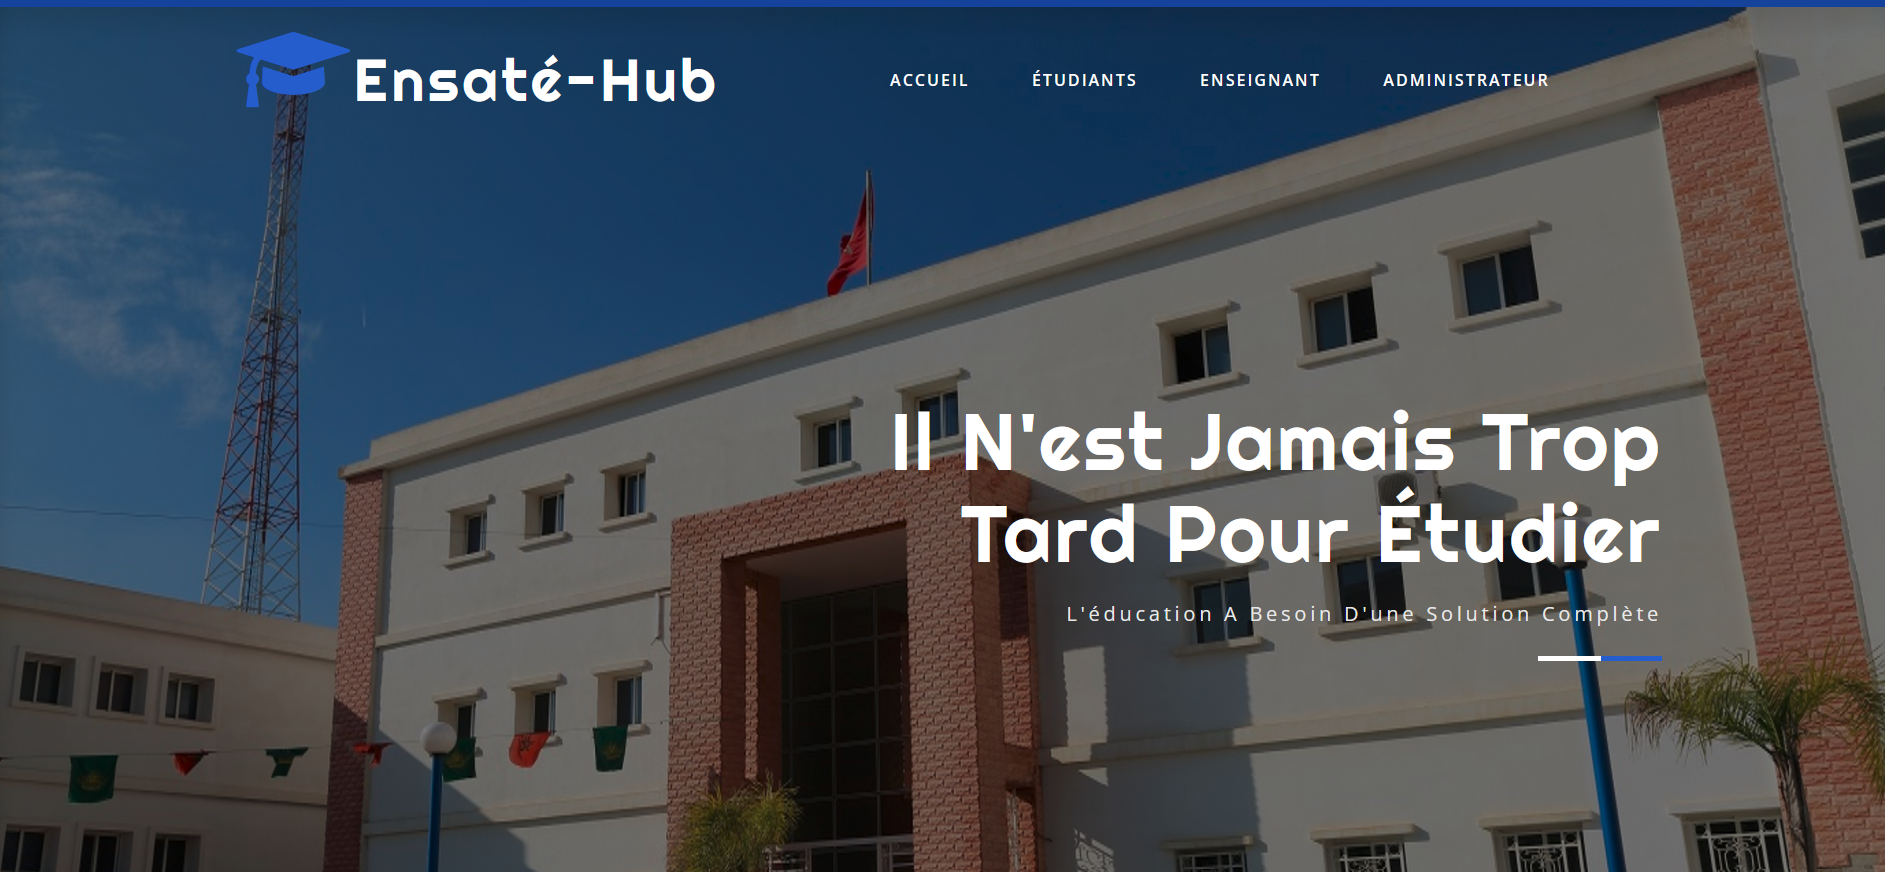 Ensaté-Hub
ACCUEIL ÉTUDIANTS ENSEIGNANT ADMINISTRATEUR
Il N'est Jamais Trop
Tard Pour Étudier
L'éducation A Besoin D'une Solution Complète